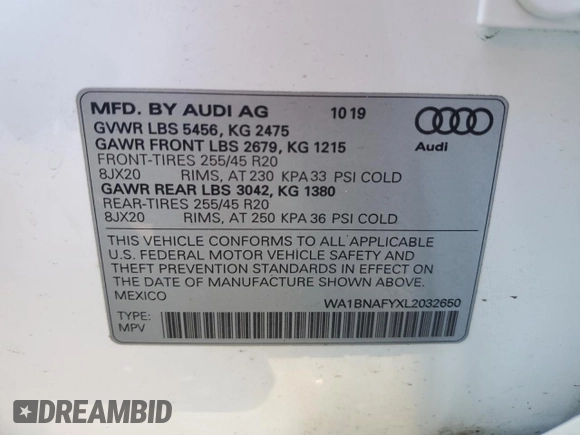 MFD. BY AUDI AG 10 19
GVWR LBS 5456, KG 2475
GAWR FRONT LBS 2679, KG 1215
FRONT-TIRES 255/45 R20
8JX20 RIMS, AT 230 KPA 33 PSI COLD
GAWR REAR LBS 3042, KG 1380
REAR-TIRES 255/45 R20
8JX20 RIMS, AT 250 KPA 36 PSI COLD
Audi
THIS VEHICLE CONFORMS TO ALL APPLICABLE
U.S. FEDERAL MOTOR VEHICLE SAFETY AND
THEFT PREVENTION STANDARDS IN EFFECT ON
THE DATE OF MANUFACTURE SHOWN ABOVE.
MEXICO WA1BNAFYXL2032650
TYPE:
MPV
DREAMBID